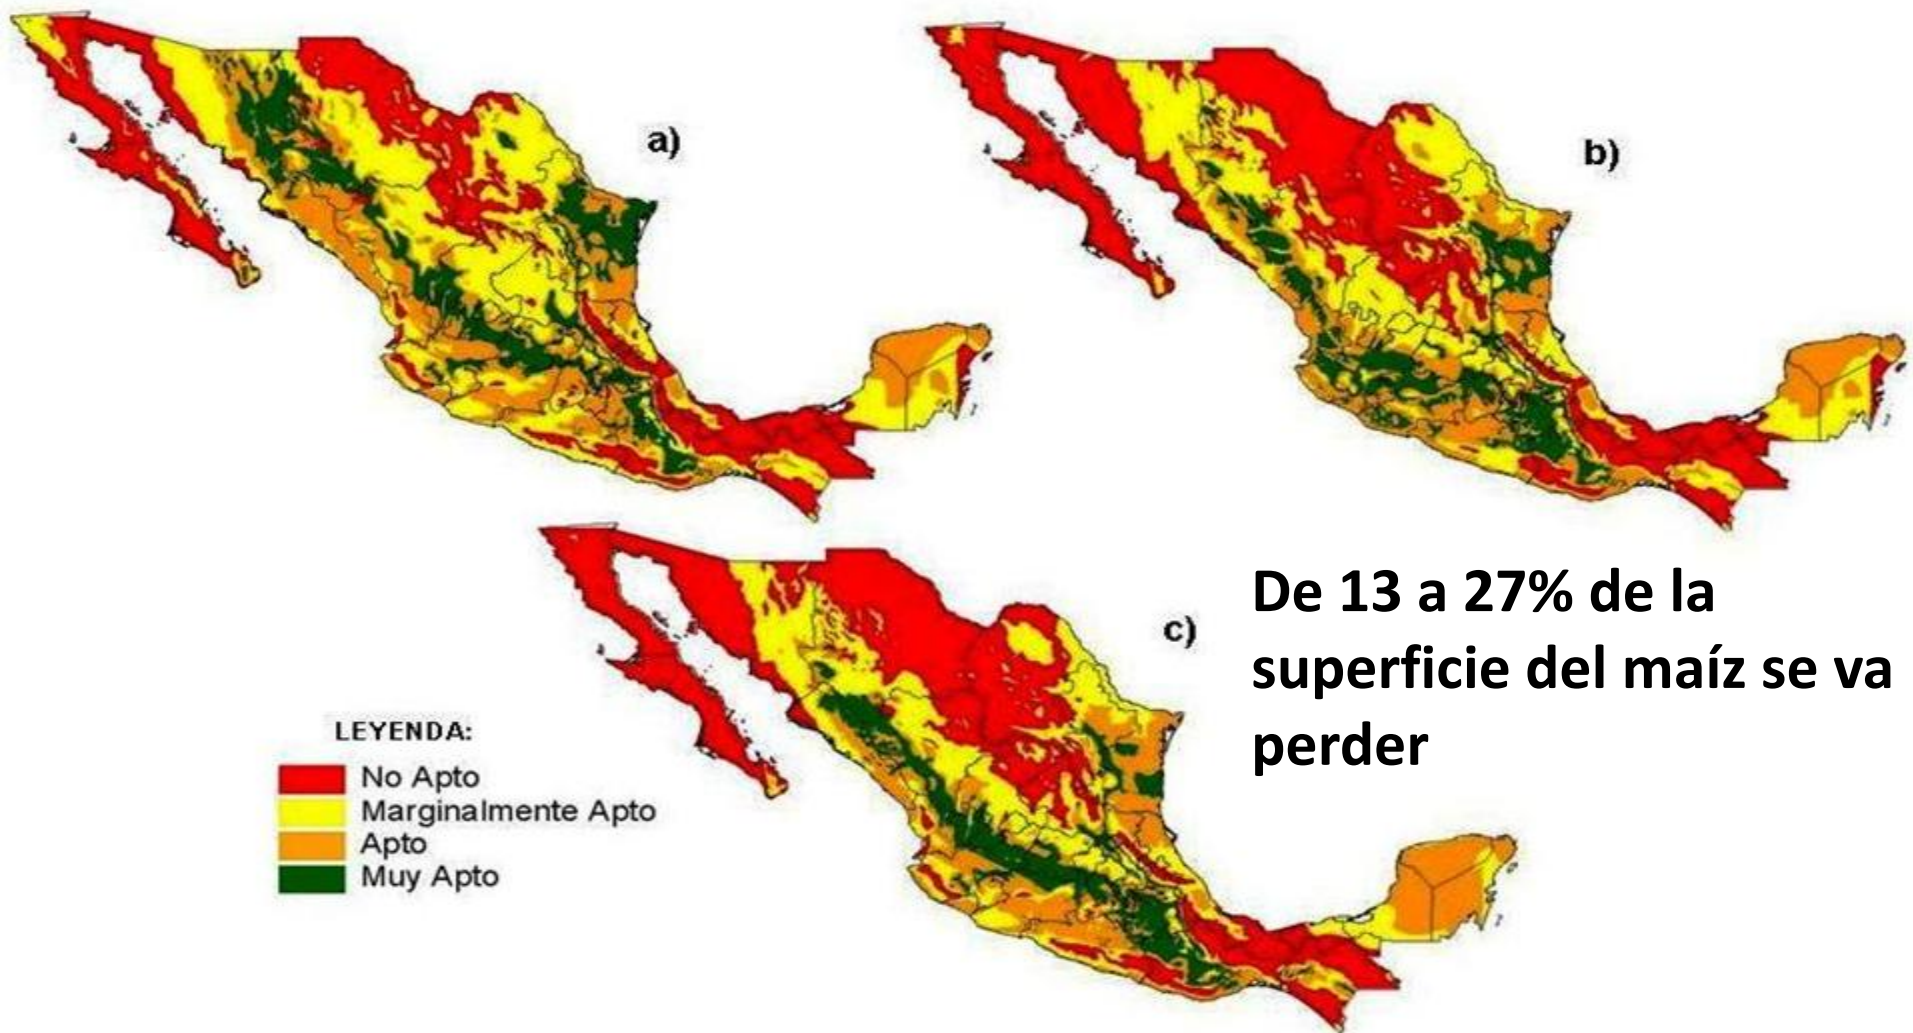 a)
b)
c)
De 13 a 27% de la
superficie del maíz se va
perder
LEYENDA:
No Apto
Marginalmente Apto
Apto
Muy Apto